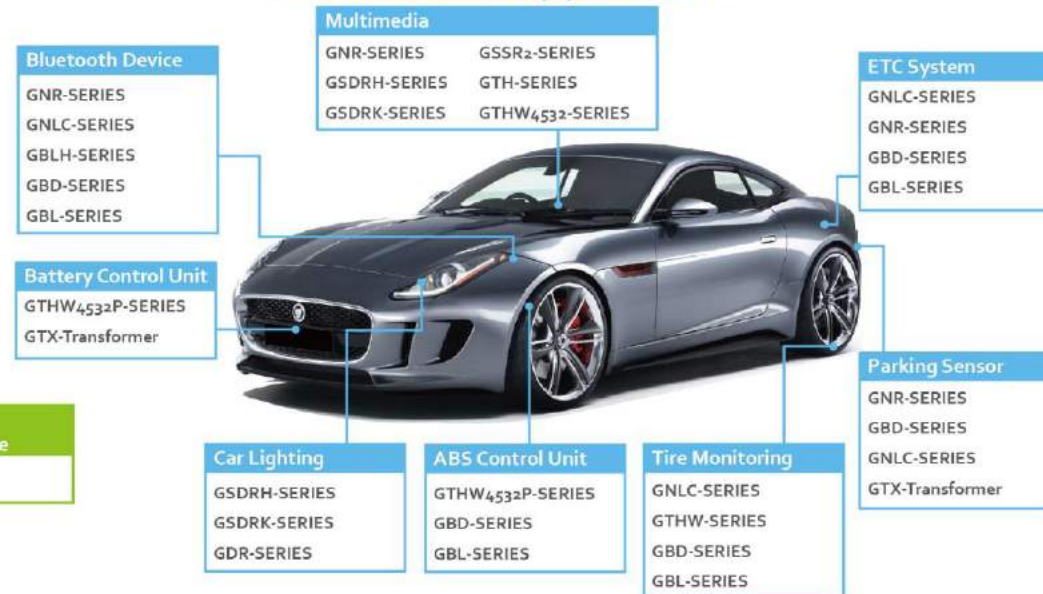 Multimedia
GNR-SERIES GSSR2-SERIES
GSDRH-SERIES GTH-SERIES
GSDRK-SERIES GTHW4532-SERIES
Bluetooth Device
GNR-SERIES
GNLC-SERIES
GBLH-SERIES
GBD-SERIES
GBL-SERIES
ETC System
GNLC-SERIES
GNR-SERIES
GBD-SERIES
GBL-SERIES
Battery Control Unit
GTHW4532P-SERIES
GTX-Transformer
Parking Sensor
GNR-SERIES
GBD-SERIES
GNLC-SERIES
GTX-Transformer
Car Lighting
GSDRH-SERIES
GSDRK-SERIES
GDR-SERIES
ABS Control Unit
GTHW4532P-SERIES
GBD-SERIES
GBL-SERIES
Tire Monitoring
GNLC-SERIES
GTHW-SERIES
GBD-SERIES
GBL-SERIES